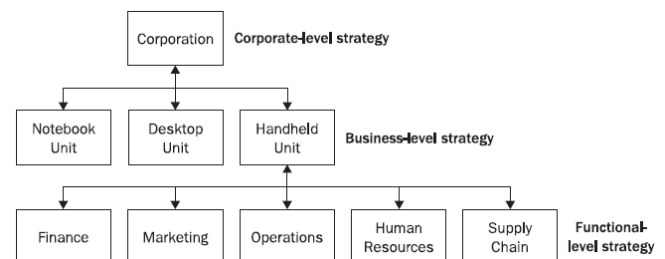 Corporation
Corporate-level strategy
Notebook
Unit
Desktop
Unit
Handheld
Unit
Business-level strategy
Finance
Marketing
Operations
Human
Resources
Supply
Chain
Functional
-level strategy